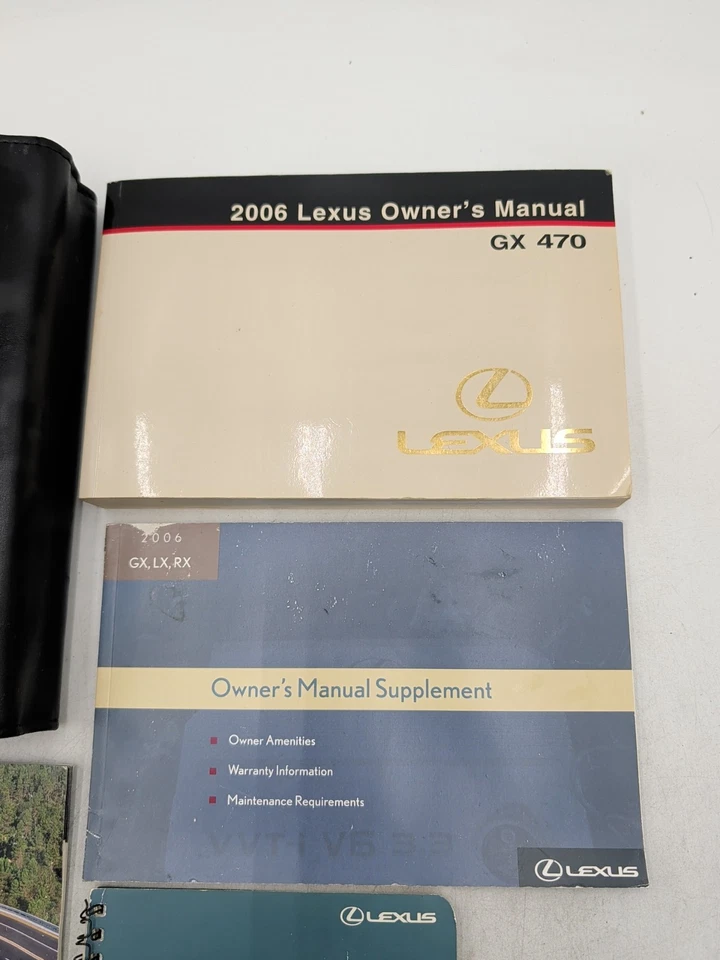 2006 Lexus Owner's Manual
GX 470
LEXUS
2006
GX, LX, RX
Owner's Manual Supplement
Owner Amenities
Warranty Information
Maintenance Requirements
LEXUS
LEXUS